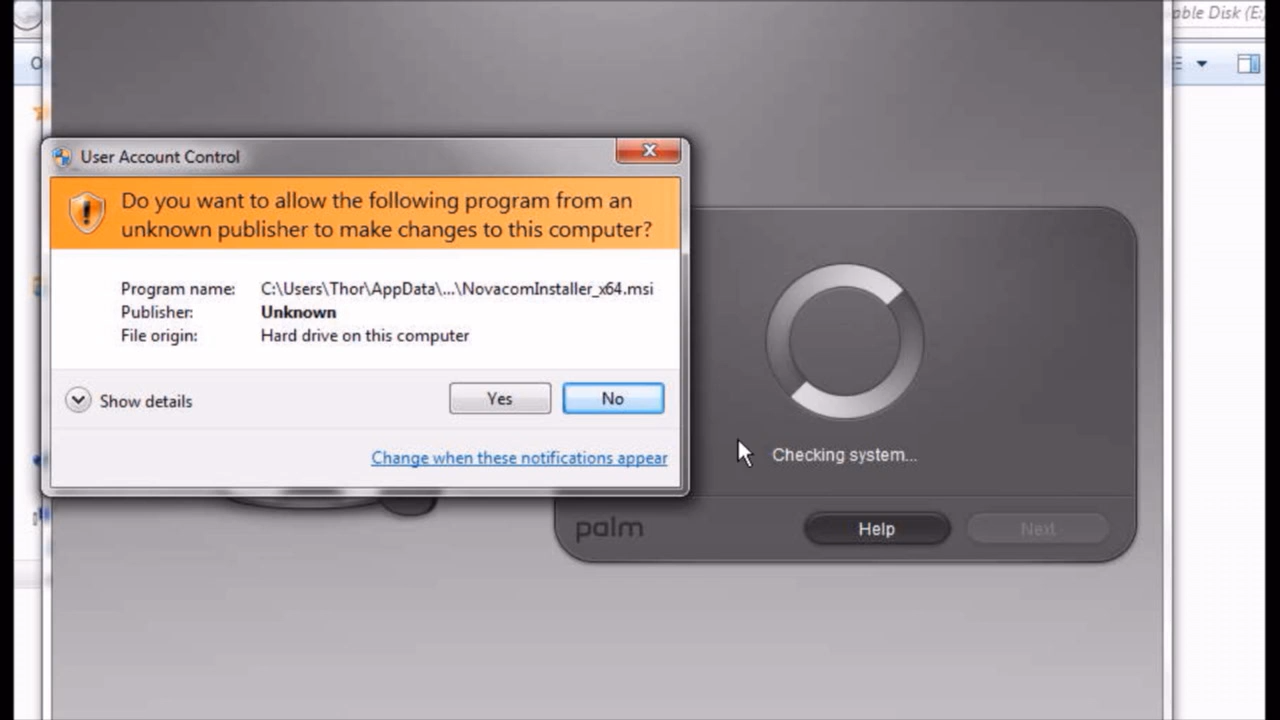 able Disk (E:
User Account Control
Do you want to allow the following program from an
unknown publisher to make changes to this computer?
Program name: C:\Users\Thor\AppData\...\NovacomInstaller_x64.msi
Publisher: Unknown
File origin: Hard drive on this computer
Show details
Yes
No
Change when these notifications appear
Checking system...
palm
Help
Next